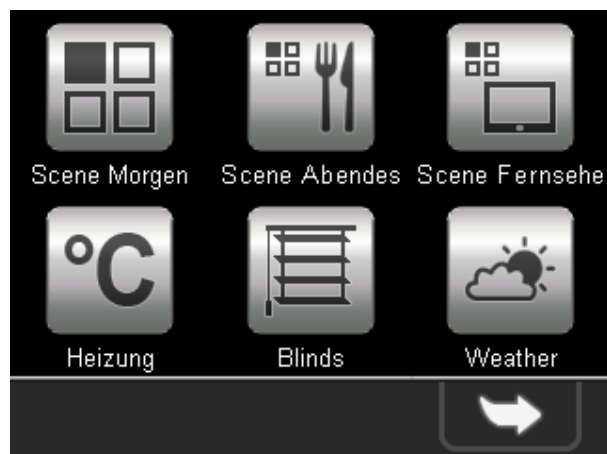 Scene Morgen
Scene Abendes
Scene Fernsehe
°C
Heizung
Blinds
Weather